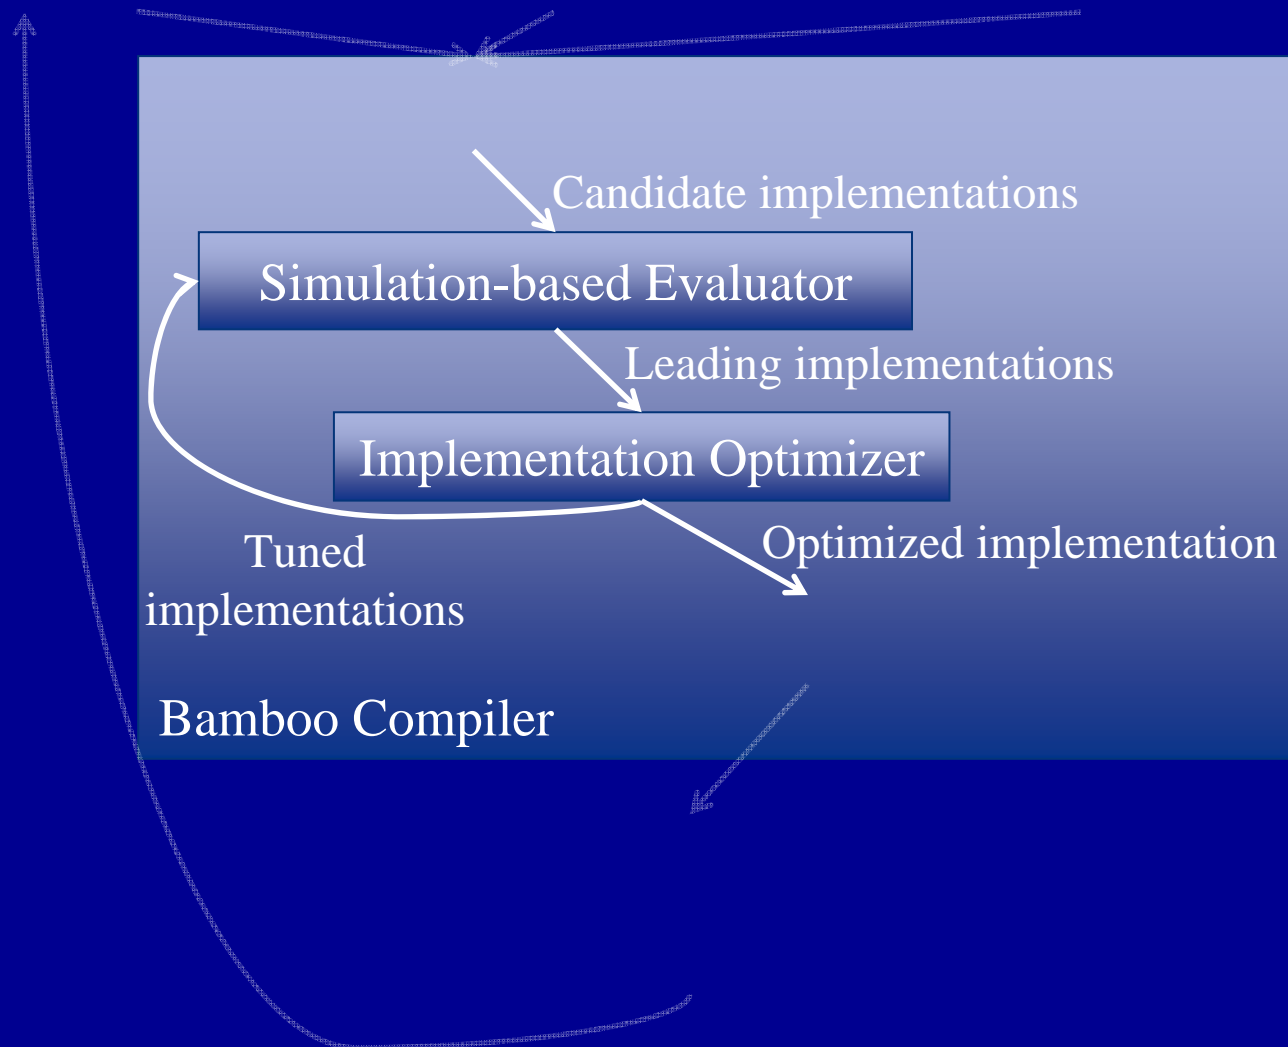 Candidate implementations
Simulation-based Evaluator
Leading implementations
Implementation Optimizer
Optimized implementation
Tuned
implementations
Bamboo Compiler